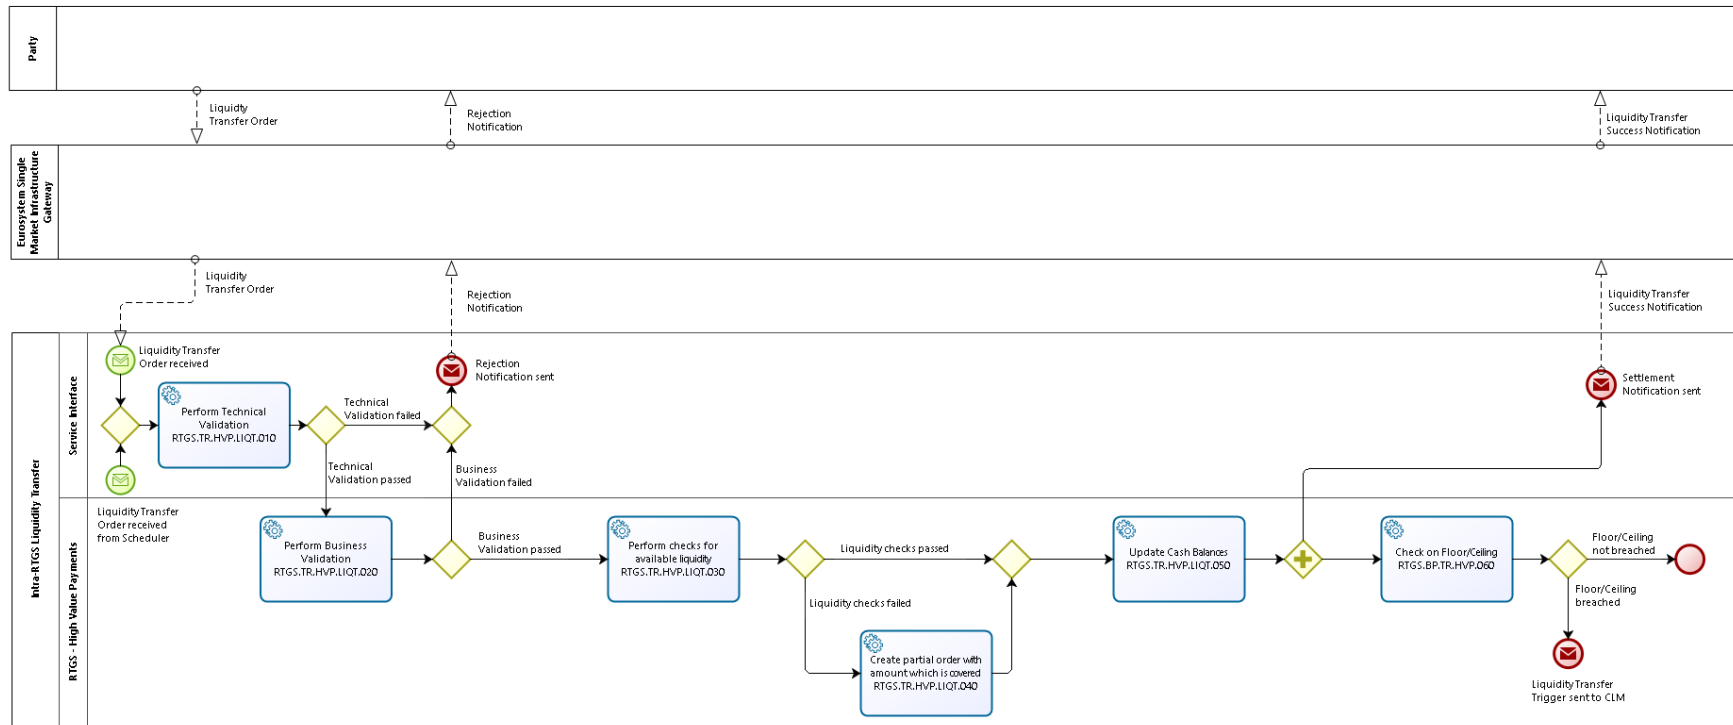 Party
Liquidty
Transfer Order
Rejection
Notification
Liquidity Transfer
Success Notification
Eurosystem Single
Market Infrastructure
Gateway
Liquidity
Transfer Order
Rejection
Notification
Liquidity Transfer
Success Notification
Intra-RTGS Liquidity Transfer
Service Interface
Liquidity Transfer
Order received
Perform Technical
Validation
RTGS.TR.HVP.LIQT.010
Technical
Validation failed
Rejection
Notification sent
Settlement
Notification sent
Technical
Validation passed
Business
Validation failed
Liquidity Transfer
Order received
from Scheduler
RTGS - High Value Payments
Perform Business
Validation
RTGS.TR.HVP.LIQT.020
Business
Validation passed
Perform checks for
available liquidity
RTGS.TR.HVP.LIQT.030
Liquidity checks passed
Liquidity checks failed
Create partial order with
amount which is covered
RTGS.TR.HVP.LIQT.040
Update Cash Balances
RTGS.TR.HVP.LIQT.050
Check on Floor/Ceiling
RTGS.BP.TR.HVP.060
Floor/Ceiling
not breached
Floor/Ceiling
breached
Liquidity Transfer
Trigger sent to CLM